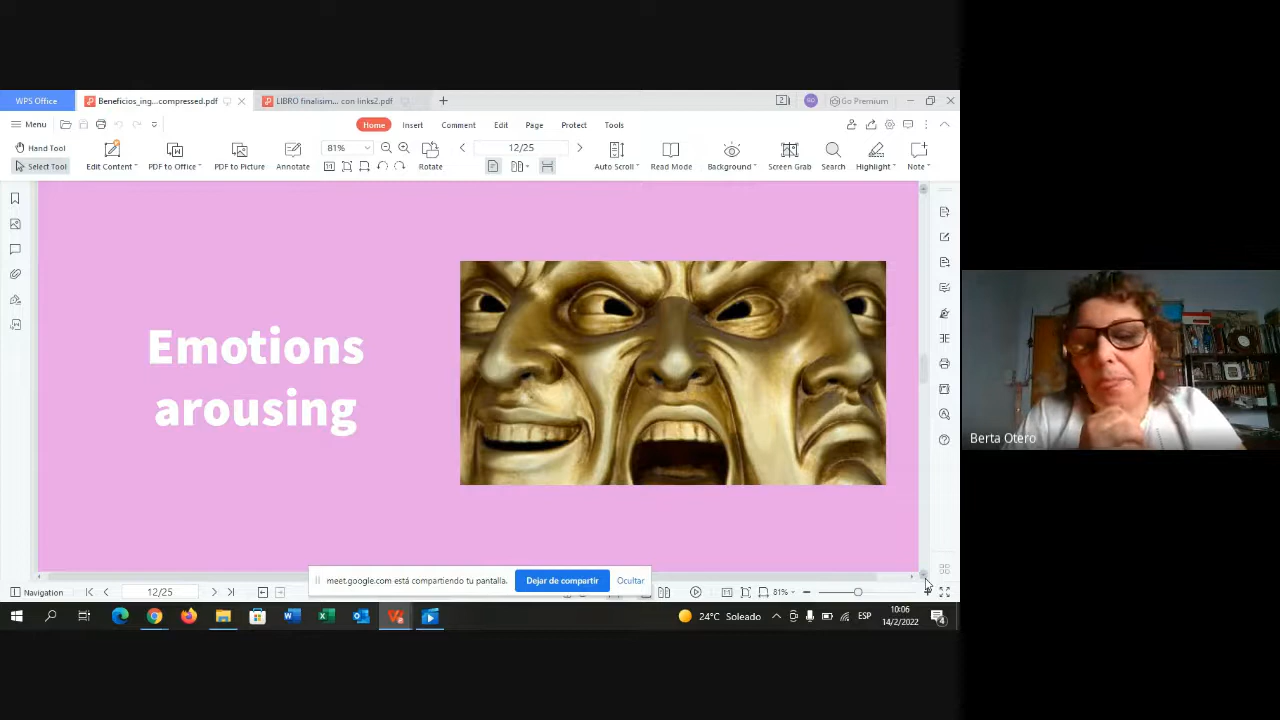 WPS Office
Beneficios_ing...compressed.pdf
LIBRO finalisim... con links2.pdf
2
Go Premium
Menu
Home
Insert
Comment
Edit
Page
Protect
Tools
Hand Tool
Select Tool
Edit Content
PDF to Office
PDF to Picture
Annotate
81%
Rotate
12/25
Auto Scroll
Read Mode
Background
Screen Grab
Search
Highlight
Note
Emotions
arousing
Berta Otero
meet.google.com está compartiendo tu pantalla.
Dejar de compartir
Ocultar
Navigation
12/25
81%
24°C Soleado
ESP
10:06
14/2/2022
4